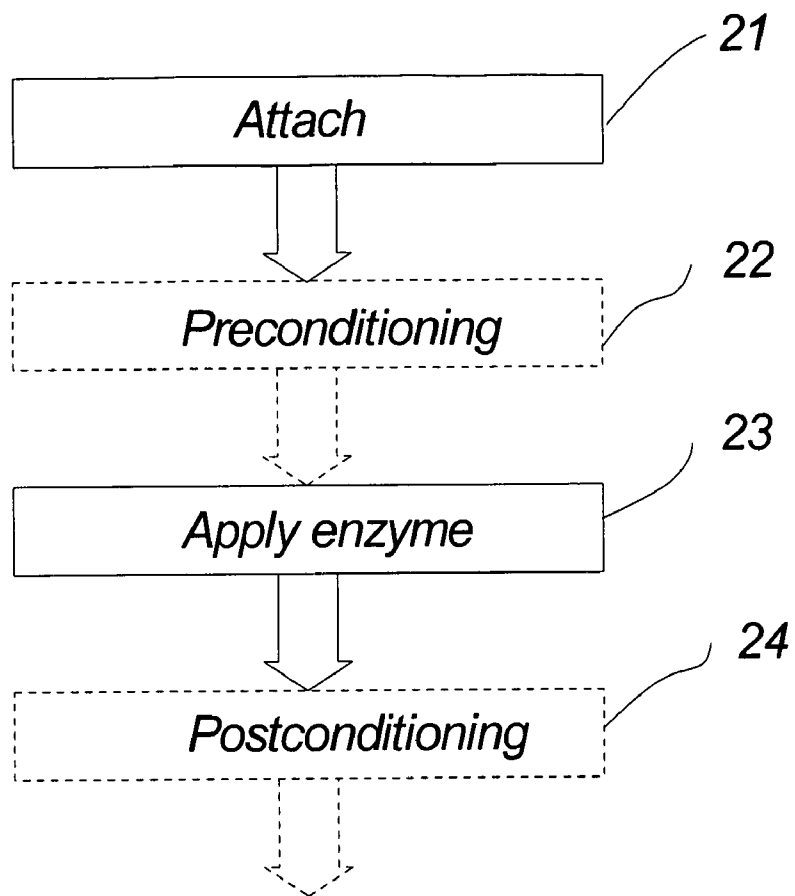 21
Attach
22
Preconditioning
23
Apply enzyme
24
Postconditioning